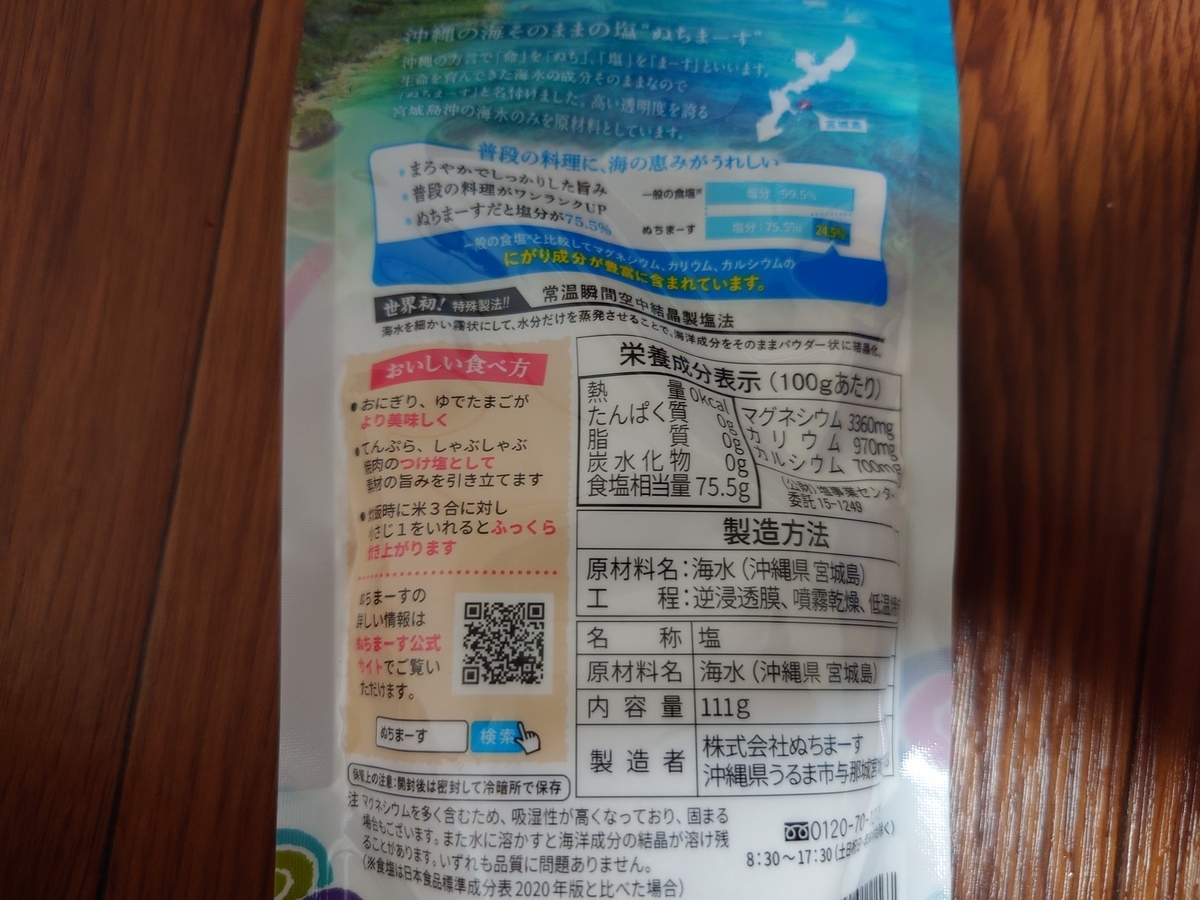 沖縄の海そのままの塩"ぬちまーす"
沖縄の方言で「命」を「ぬち」、「塩」を「まーす」といいます。
生命を育んできた海水の成分そのままなので
「ぬちまーす」と名付けました。高い透明度を誇る
宮城島沖の海水のみを原材料としています。
宮城島
普段の料理に、海の恵みがうれしい
・まろやかでしっかりした旨み
・普段の料理がワンランクUP
・ぬちまーすだと塩分が75.5%
一般の食塩※ 塩分:99.5%
ぬちまーす 塩分:75.5% 24.5%
一般の食塩※と比較してマグネシウム、カリウム、カルシウムの
にがり成分が豊富に含まれています。
世界初! 特殊製法!! 常温瞬間空中結晶製塩法
海水を細かい霧状にして、水分だけを蒸発させることで、海洋成分をそのままパウダー状に結晶化。
おいしい食べ方
●おにぎり、ゆでたまごが
より美味しく
●てんぷら、しゃぶしゃぶ
焼肉のつけ塩として
素材の旨みを引き立てます
●炊飯時に米3合に対し
小さじ1をいれるとふっくら
炊き上がります
ぬちまーすの
詳しい情報は
ぬちまーす公式
サイトでご覧い
ただけます。
ぬちまーす 検索
栄養成分表示(100gあたり)
熱量 0kcal
たんぱく質 0g
脂質 0g
炭水化物 0g
食塩相当量 75.5g
マグネシウム 3360mg
カリウム 970mg
カルシウム 700mg
(公財)塩事業センター
委託 15-1249
製造方法
原材料名:海水(沖縄県 宮城島)
工程:逆浸透膜、噴霧乾燥、低温
名称 塩
原材料名 海水(沖縄県 宮城島)
内容量 111g
製造者 株式会社ぬちまーす
沖縄県うるま市与那城宮
保管上の注意:開封後は密封して冷暗所で保存
注 マグネシウムを多く含むため、吸湿性が高くなっており、固まる
場合もございます。また水に溶かすと海洋成分の結晶が溶け残
ることがあります。いずれも品質に問題ありません。
(※食塩は日本食品標準成分表2020年版と比べた場合)
0120-70-
8:30～17:30(土日